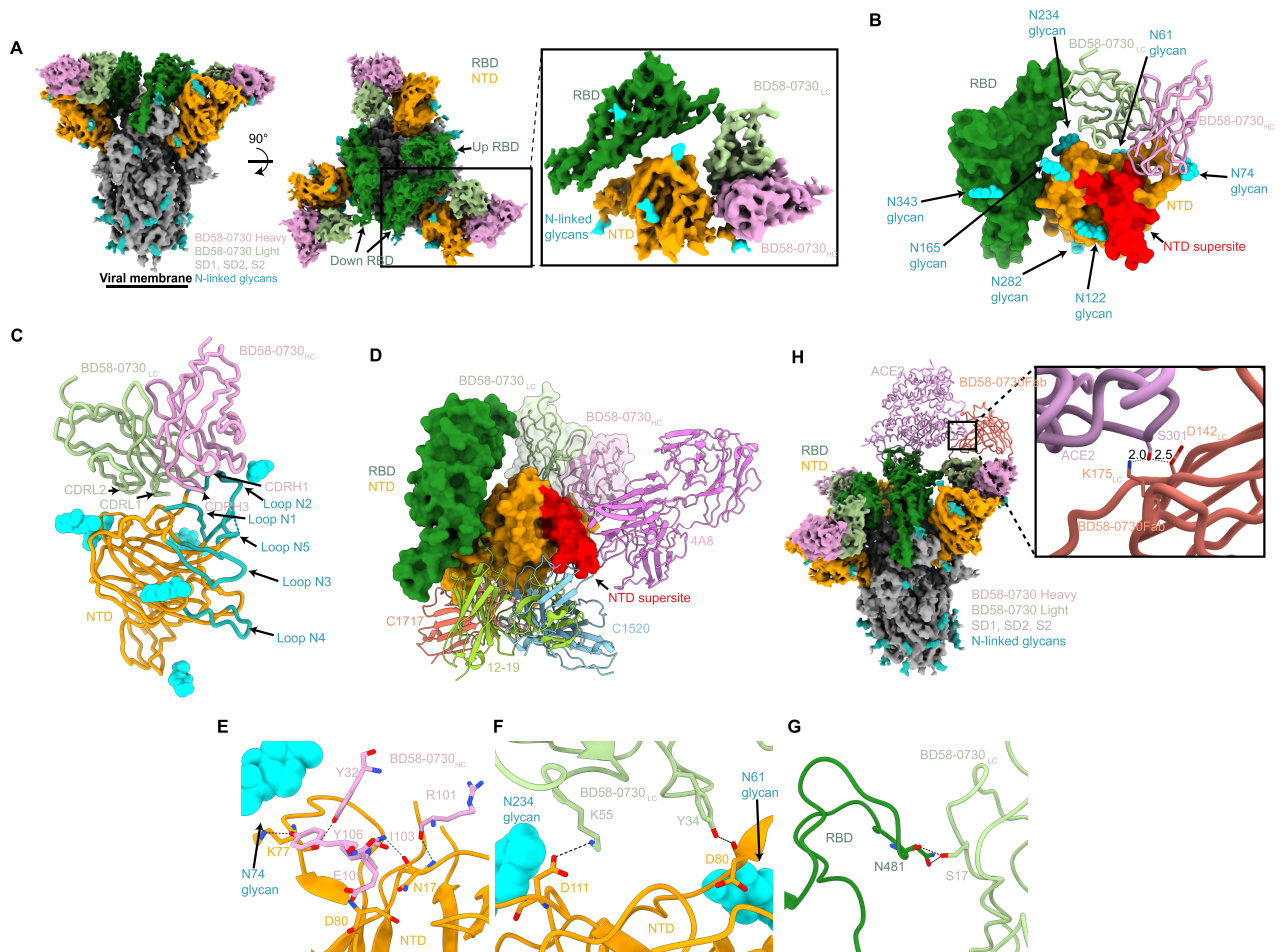 A
RBD
NTD
90°
Up RBD
Down RBD
BD58-0730 Heavy
BD58-0730 Light
SD1, SD2, S2
N-linked glycans
Viral membrane
RBD
BD58-0730LC
N-linked
glycans
NTD
BD58-0730HC
B
N234
glycan
BD58-0730LC
N61
glycan
RBD
BD58-0730HC
N74
glycan
N343
glycan
NTD
N165
glycan
NTD supersite
N282
glycan
N122
glycan
C
BD58-0730HC
BD58-0730LC
CDRH1
CDRL2
Loop N2
CDRL1
CDRH3
Loop N1
Loop N5
Loop N3
NTD
Loop N4
D
BD58-0730LC
BD58-0730HC
RBD
NTD
4A8
NTD supersite
C1717
C1520
12-19
H
ACE2
BD58-0730Fab
S301
D142LC
ACE2
2.0
2.5
K175LC
BD58-0730Fab
BD58-0730 Heavy
BD58-0730 Light
SD1, SD2, S2
N-linked glycans
E
BD58-0730HC
Y32
R101
Y106
I103
K77
N74
glycan
E105
N17
D80
NTD
F
BD58-0730LC
N61
glycan
N234
glycan
K55
Y34
D80
D111
NTD
G
BD58-0730LC
RBD
N481
S17